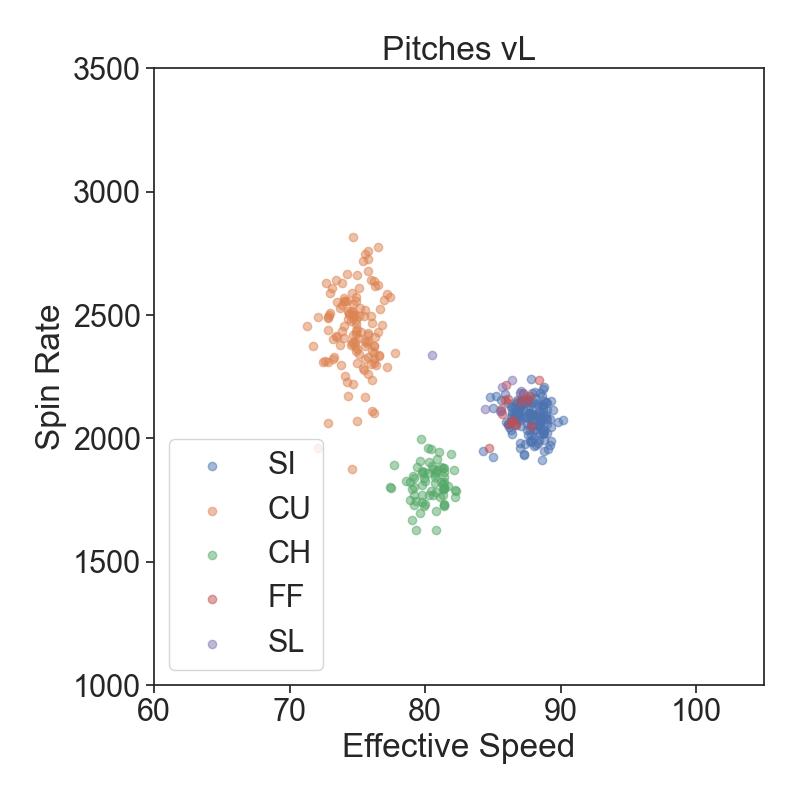 Pitches vL
3500
3000
2500
2000
1500
1000
Spin Rate
SI
CU
CH
FF
SL
60 70 80 90 100
Effective Speed